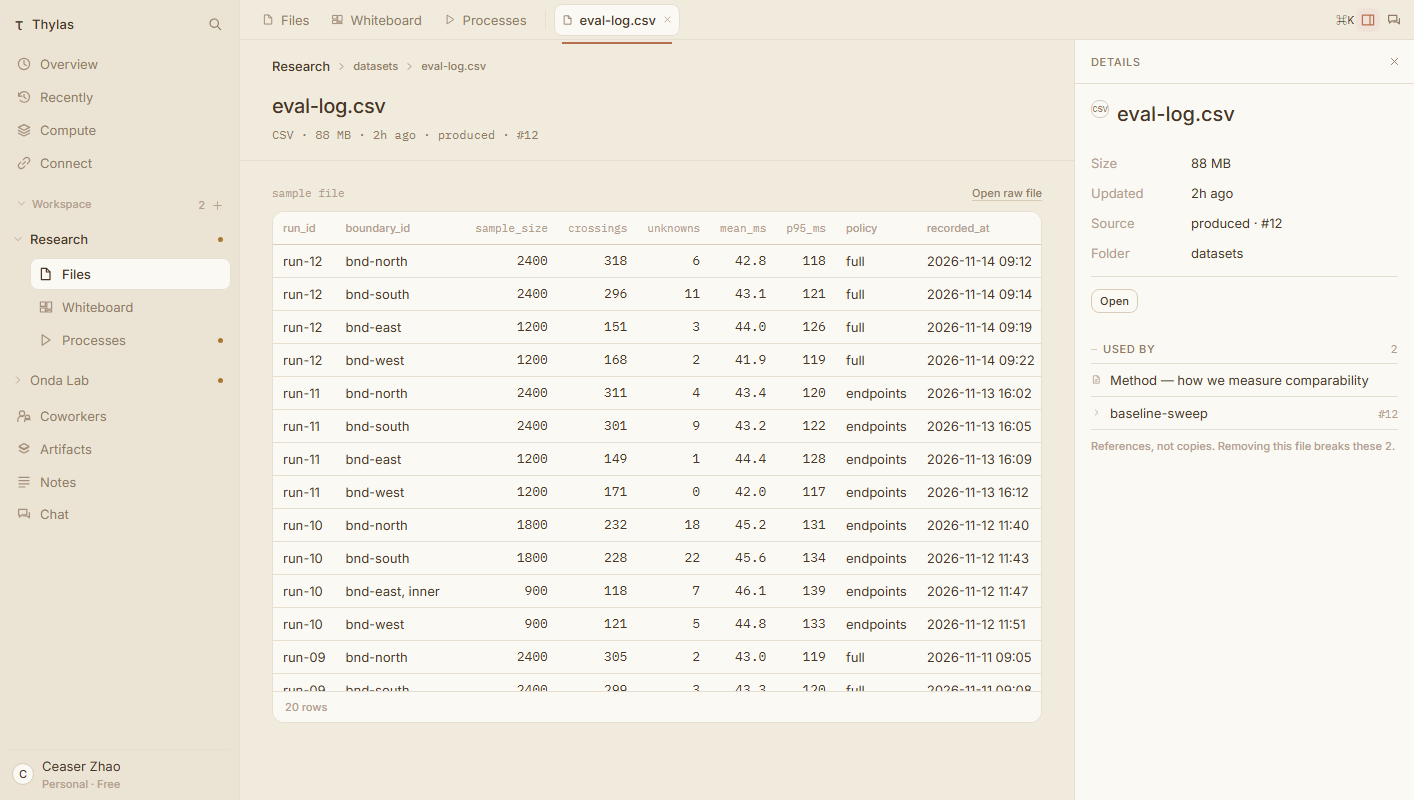 τ Thylas
Overview
Recently
Compute
Connect
Workspace 2 +
Research
Files
Whiteboard
Processes
Onda Lab
Coworkers
Artifacts
Notes
Chat
C Ceaser Zhao
Personal · Free
Files Whiteboard Processes eval-log.csv × ⌘K
Research > datasets > eval-log.csv
eval-log.csv
CSV · 88 MB · 2h ago · produced · #12
sample file Open raw file
run_id boundary_id sample_size crossings unknowns mean_ms p95_ms policy recorded_at
run-12 bnd-north 2400 318 6 42.8 118 full 2026-11-14 09:12
run-12 bnd-south 2400 296 11 43.1 121 full 2026-11-14 09:14
run-12 bnd-east 1200 151 3 44.0 126 full 2026-11-14 09:19
run-12 bnd-west 1200 168 2 41.9 119 full 2026-11-14 09:22
run-11 bnd-north 2400 311 4 43.4 120 endpoints 2026-11-13 16:02
run-11 bnd-south 2400 301 9 43.2 122 endpoints 2026-11-13 16:05
run-11 bnd-east 1200 149 1 44.4 128 endpoints 2026-11-13 16:09
run-11 bnd-west 1200 171 0 42.0 117 endpoints 2026-11-13 16:12
run-10 bnd-north 1800 232 18 45.2 131 endpoints 2026-11-12 11:40
run-10 bnd-south 1800 228 22 45.6 134 endpoints 2026-11-12 11:43
run-10 bnd-east, inner 900 118 7 46.1 139 endpoints 2026-11-12 11:47
run-10 bnd-west 900 121 5 44.8 133 endpoints 2026-11-12 11:51
run-09 bnd-north 2400 305 2 43.0 119 full 2026-11-11 09:05
run-09 bnd-south 2400 299 3 43.3 120 full 2026-11-11 09:08
20 rows
DETAILS
CSV eval-log.csv
Size 88 MB
Updated 2h ago
Source produced · #12
Folder datasets
Open
USED BY 2
Method — how we measure comparability
baseline-sweep #12
References, not copies. Removing this file breaks these 2.